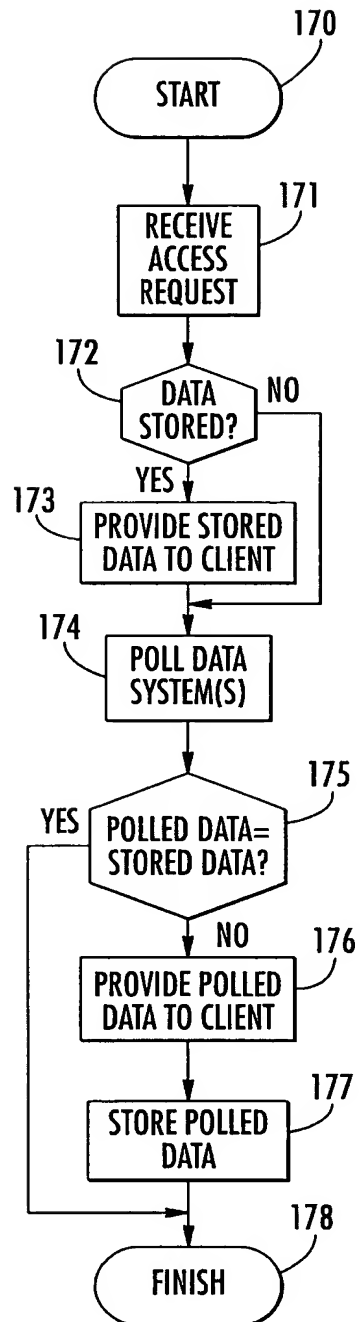 170
START
171
RECEIVE
ACCESS
REQUEST
172
DATA
STORED?
NO
YES
173
PROVIDE STORED
DATA TO CLIENT
174
POLL DATA
SYSTEM(S)
175
YES
POLLED DATA=
STORED DATA?
NO
176
PROVIDE POLLED
DATA TO CLIENT
177
STORE POLLED
DATA
178
FINISH